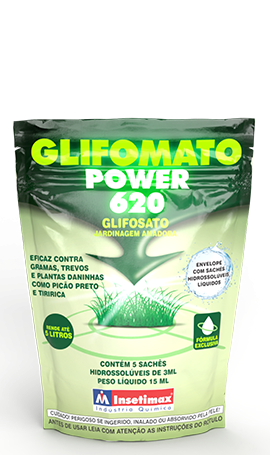 GLIFOMATO
POWER
620
GLIFOSATO
JARDINAGEM AMADORA
EFICAZ CONTRA
GRAMAS, TREVOS
E PLANTAS DANINHAS
COMO PICÃO PRETO
E TIRIRICA
ENVELOPE
COM SACHÊS
HIDROSSOLÚVEIS
LÍQUIDOS
RENDE ATÉ
5 LITROS
FÓRMULA
EXCLUSIVA
CONTÉM 5 SACHÊS
HIDROSSOLÚVEIS DE 3ML
PESO LÍQUIDO 15 ML
Insetimax
Indústria Química
CUIDADO! PERIGOSO SE INGERIDO, INALADO OU ABSORVIDO PELA PELE!
ANTES DE USAR LEIA COM ATENÇÃO AS INSTRUÇÕES DO RÓTULO